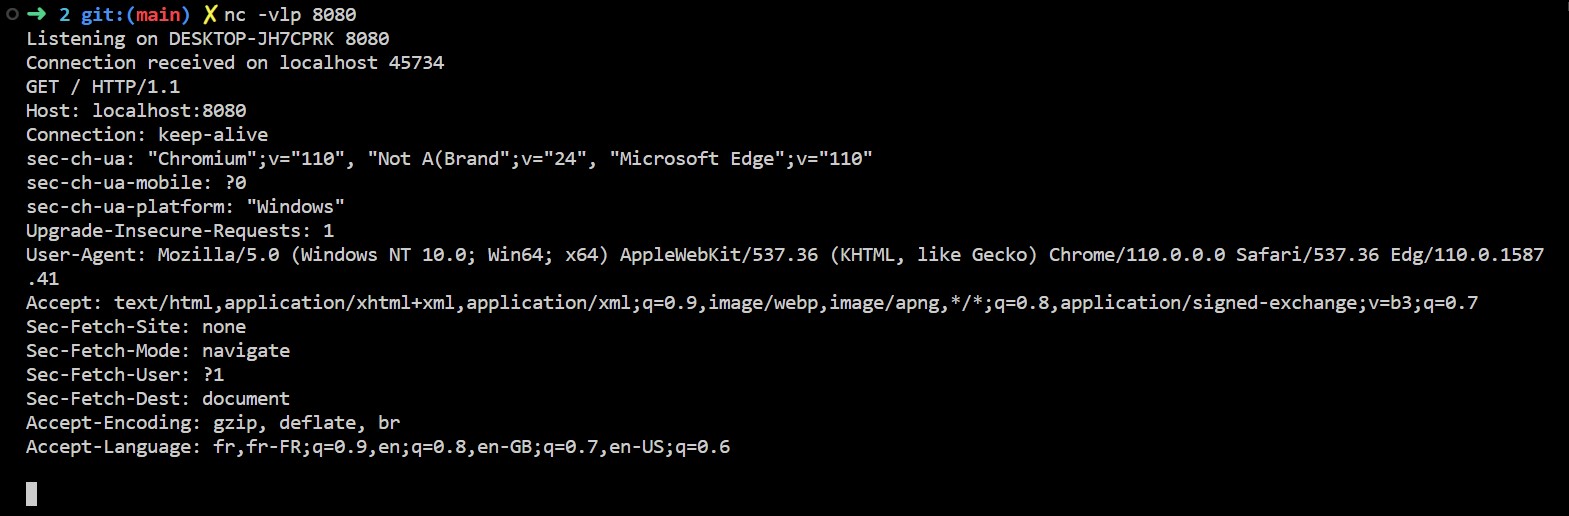 ➜ 2 git:(main) ✗ nc -vlp 8080
Listening on DESKTOP-JH7CPRK 8080
Connection received on localhost 45734
GET / HTTP/1.1
Host: localhost:8080
Connection: keep-alive
sec-ch-ua: "Chromium";v="110", "Not A(Brand";v="24", "Microsoft Edge";v="110"
sec-ch-ua-mobile: ?0
sec-ch-ua-platform: "Windows"
Upgrade-Insecure-Requests: 1
User-Agent: Mozilla/5.0 (Windows NT 10.0; Win64; x64) AppleWebKit/537.36 (KHTML, like Gecko) Chrome/110.0.0.0 Safari/537.36 Edg/110.0.1587
.41
Accept: text/html,application/xhtml+xml,application/xml;q=0.9,image/webp,image/apng,*/*;q=0.8,application/signed-exchange;v=b3;q=0.7
Sec-Fetch-Site: none
Sec-Fetch-Mode: navigate
Sec-Fetch-User: ?1
Sec-Fetch-Dest: document
Accept-Encoding: gzip, deflate, br
Accept-Language: fr,fr-FR;q=0.9,en;q=0.8,en-GB;q=0.7,en-US;q=0.6